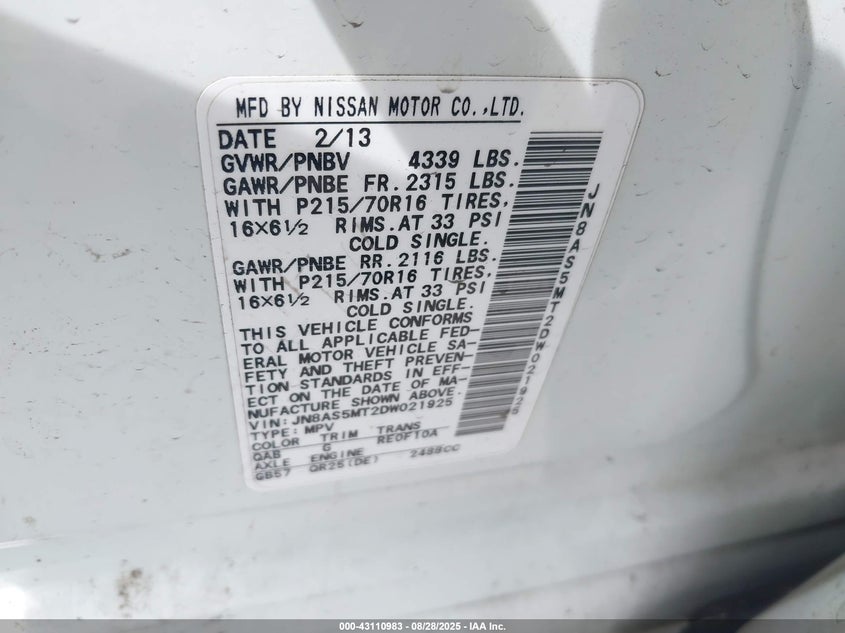 MFD BY NISSAN MOTOR CO.,LTD.
DATE 2/13
GVWR/PNBV 4339 LBS.
GAWR/PNBE FR. 2315 LBS.
WITH P215/70R16 TIRES,
16×6½ RIMS. AT 33 PSI
COLD SINGLE.
GAWR/PNBE RR. 2116 LBS.
WITH P215/70R16 TIRES,
16×6½ RIMS. AT 33 PSI
COLD SINGLE.
THIS VEHICLE CONFORMS
TO ALL APPLICABLE FED-
ERAL MOTOR VEHICLE SA-
FETY AND THEFT PREVEN-
TION STANDARDS IN EFF-
ECT ON THE DATE OF MA-
NUFACTURE SHOWN ABOVE.
VIN: JN8AS5MT2DW021925
TYPE: MPV
COLOR TRIM TRANS
QAB G RE0F10A
AXLE ENGINE
GB57 QR25(DE) 2488CC
JN8AS5MT2DW021925
000-43110983 / 08/28/2025 - IAA Inc.